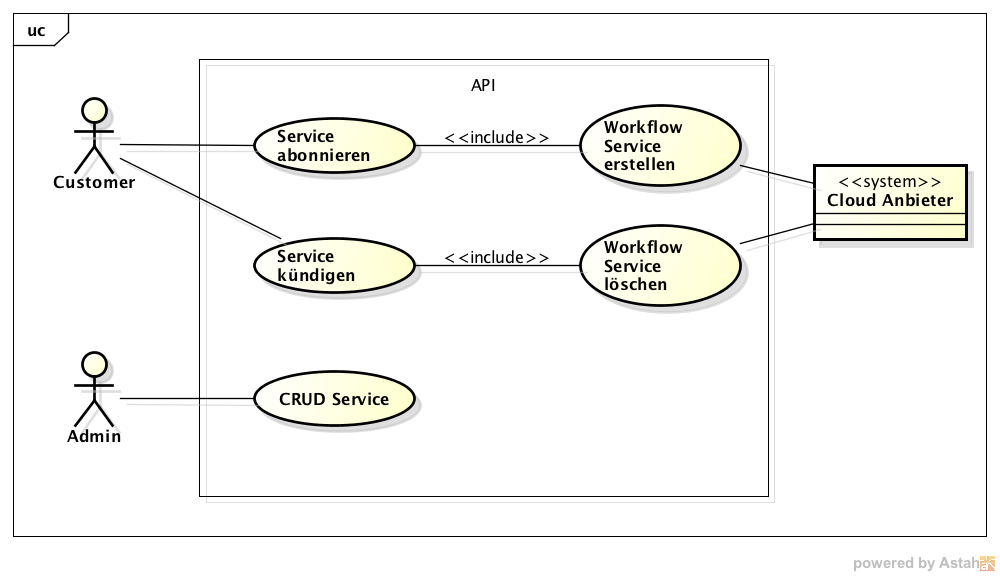 uc
API
Service
abonnieren
<<include>>
Workflow
Service
erstellen
<<system>>
Cloud Anbieter
Customer
Service
kündigen
<<include>>
Workflow
Service
löschen
CRUD Service
Admin
powered by Astah